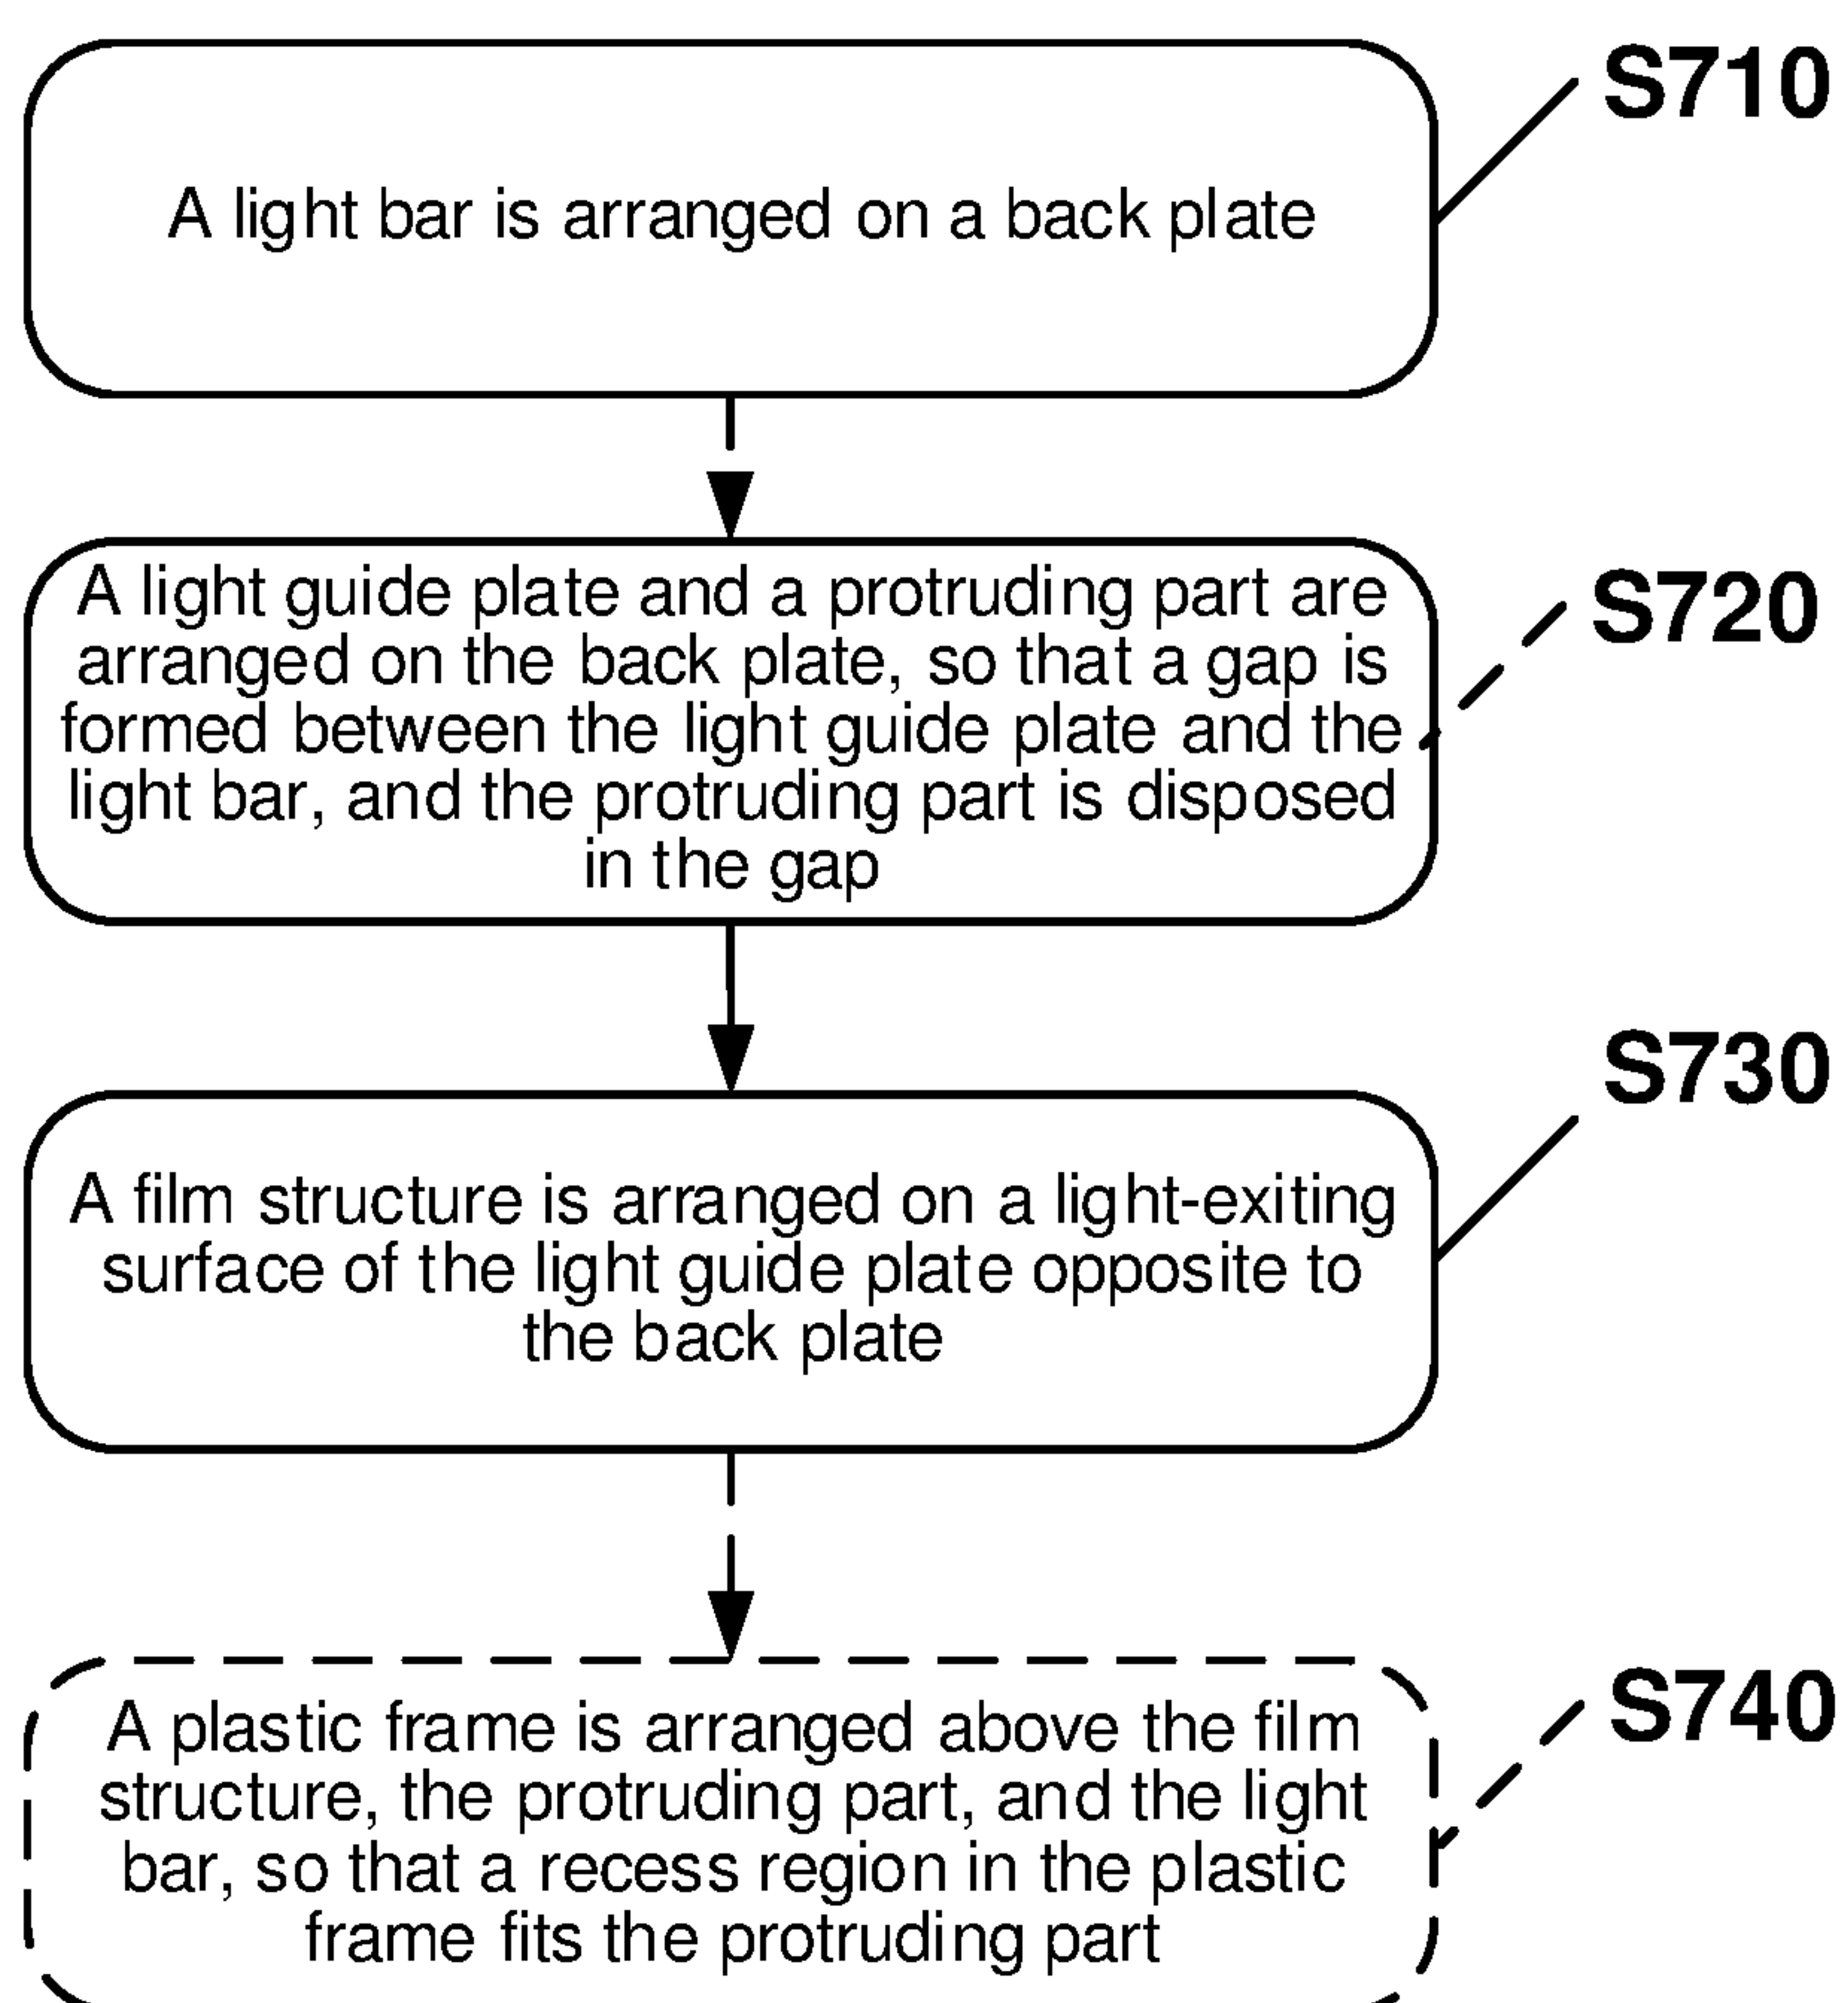 S710
A light bar is arranged on a back plate
S720
A light guide plate and a protruding part are
arranged on the back plate, so that a gap is
formed between the light guide plate and the
light bar, and the protruding part is disposed
in the gap
S730
A film structure is arranged on a light-exiting
surface of the light guide plate opposite to
the back plate
S740
A plastic frame is arranged above the film
structure, the protruding part, and the light
bar, so that a recess region in the plastic
frame fits the protruding part